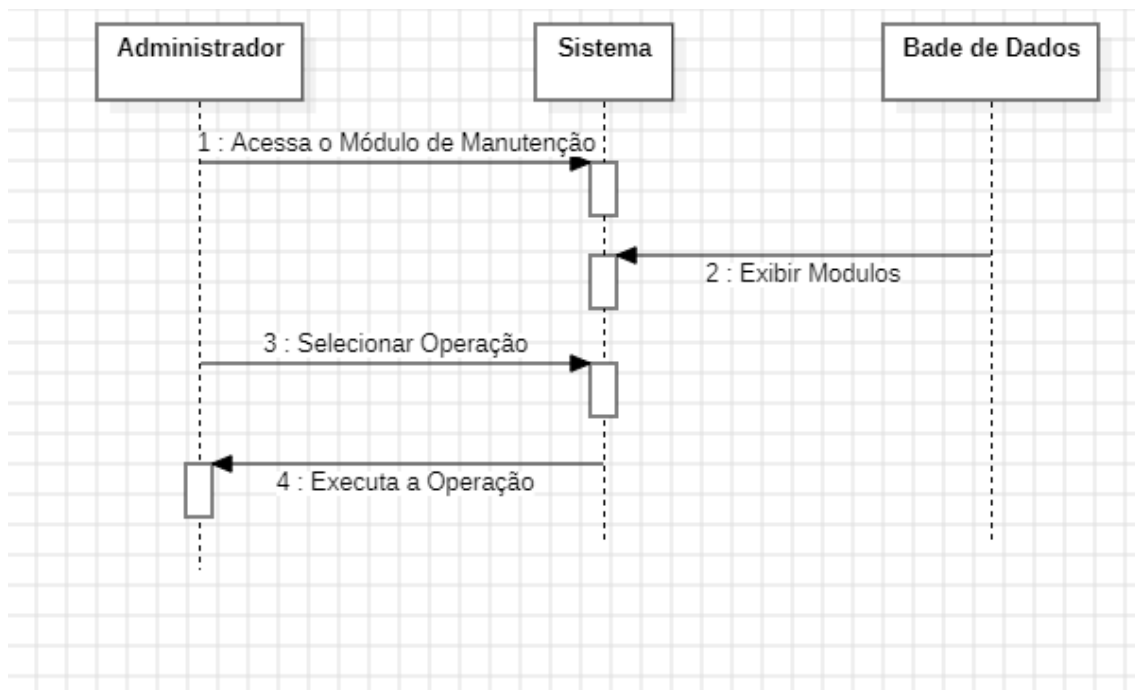 Administrador
Sistema
Bade de Dados
1 : Acessa o Módulo de Manutenção
2 : Exibir Modulos
3 : Selecionar Operação
4 : Executa a Operação